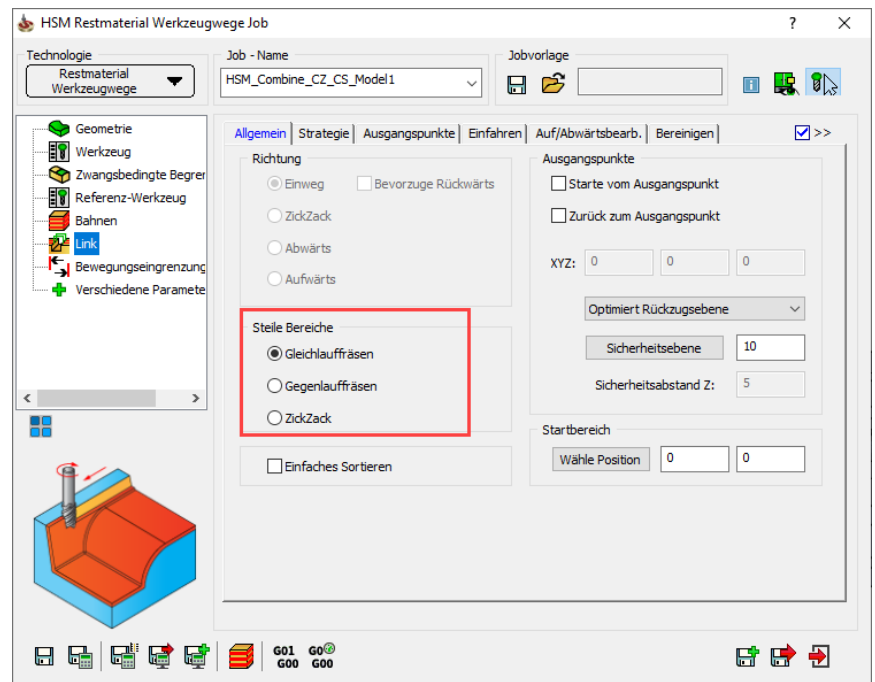 HSM Restmaterial Werkzeugwege Job
Technologie
Restmaterial
Werkzeugwege
Job - Name
HSM_Combine_CZ_CS_Model1
Jobvorlage
Geometrie
Werkzeug
Zwangsbedingte Begrer
Referenz-Werkzeug
Bahnen
Link
Bewegungseingrenzung
Verschiedene Paramete
Allgemein Strategie Ausgangspunkte Einfahren Auf/Abwärtsbearb. Bereinigen >>
Richtung
Einweg Bevorzuge Rückwärts
ZickZack
Abwärts
Aufwärts
Steile Bereiche
Gleichlauffräsen
Gegenlauffräsen
ZickZack
Einfaches Sortieren
Ausgangspunkte
Starte vom Ausgangspunkt
Zurück zum Ausgangspunkt
XYZ: 0 0 0
Optimiert Rückzugsebene
Sicherheitsebene 10
Sicherheitsabstand Z: 5
Startbereich
Wähle Position 0 0
G01 G0
G00 G00